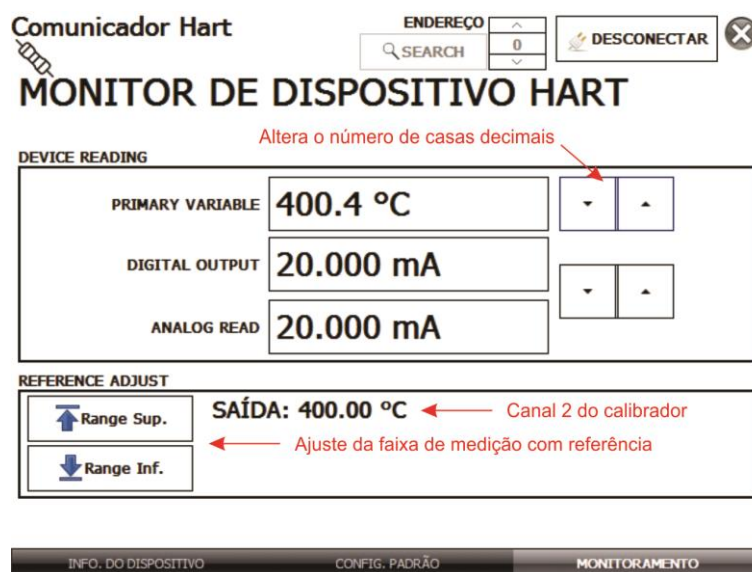 Comunicador Hart
ENDEREÇO
SEARCH
0
DESCONECTAR
MONITOR DE DISPOSITIVO HART
Altera o número de casas decimais
DEVICE READING
PRIMARY VARIABLE 400.4 ºC
DIGITAL OUTPUT 20.000 mA
ANALOG READ 20.000 mA
REFERENCE ADJUST
Range Sup.
SAÍDA: 400.00 ºC
Canal 2 do calibrador
Ajuste da faixa de medição com referência
Range Inf.
INFO. DO DISPOSITIVO CONFIG. PADRÃO MONITORAMENTO